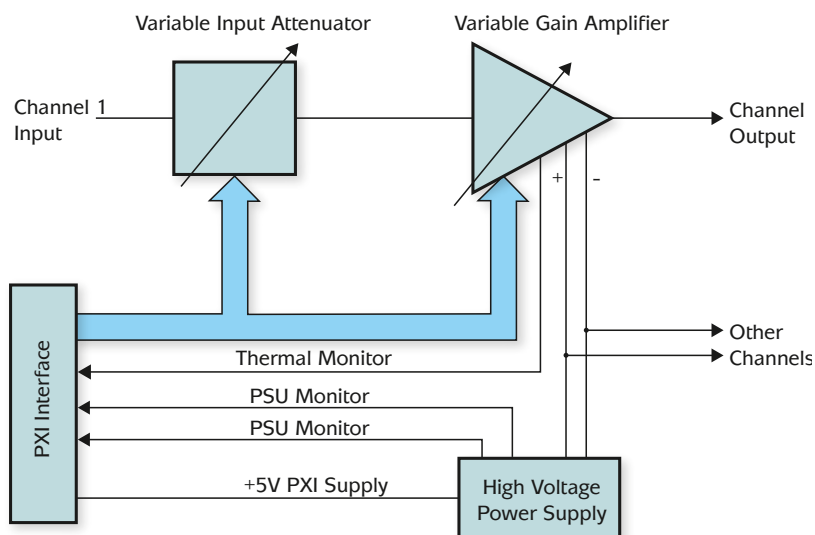 Variable Input Attenuator
Variable Gain Amplifier
Channel 1
Input
Channel
Output
+
-
Other
Channels
PXI Interface
Thermal Monitor
PSU Monitor
PSU Monitor
+5V PXI Supply
High Voltage
Power Supply